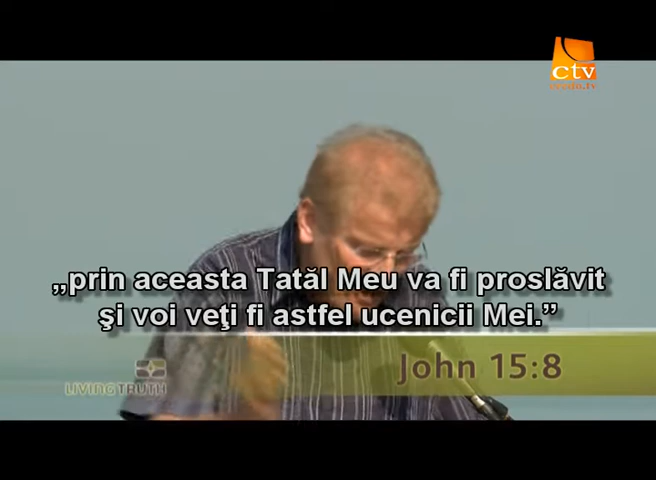 ctv
„prin aceasta Tatăl Meu va fi proslăvit
şi voi veţi fi astfel ucenicii Mei.”
John 15:8
LIVING TRUTH